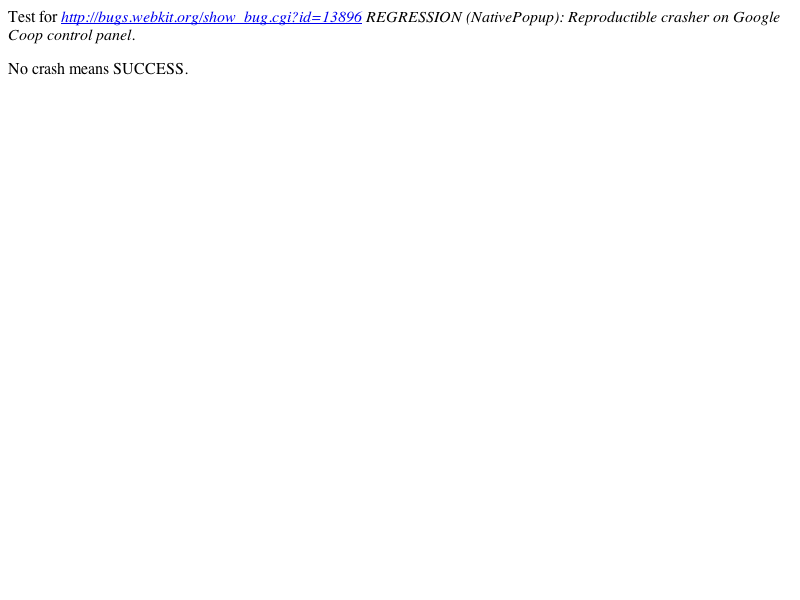 Test for http://bugs.webkit.org/show_bug.cgi?id=13896 REGRESSION (NativePopup): Reproductible crasher on Google
Coop control panel.
No crash means SUCCESS.